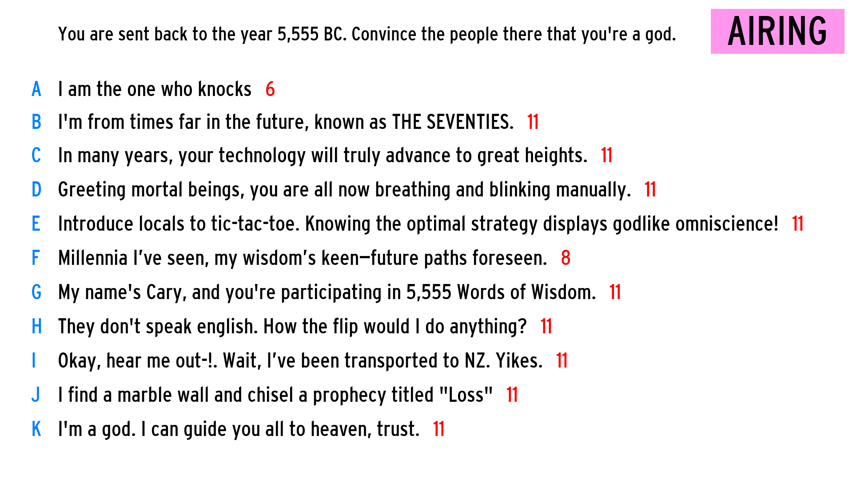 You are sent back to the year 5,555 BC. Convince the people there that you're a god.
AIRING
A I am the one who knocks 6
B I'm from times far in the future, known as THE SEVENTIES. 11
C In many years, your technology will truly advance to great heights. 11
D Greeting mortal beings, you are all now breathing and blinking manually. 11
E Introduce locals to tic-tac-toe. Knowing the optimal strategy displays godlike omniscience! 11
F Millennia I’ve seen, my wisdom’s keen—future paths foreseen. 8
G My name's Cary, and you're participating in 5,555 Words of Wisdom. 11
H They don't speak english. How the flip would I do anything? 11
I Okay, hear me out-!. Wait, I’ve been transported to NZ. Yikes. 11
J I find a marble wall and chisel a prophecy titled "Loss" 11
K I'm a god. I can guide you all to heaven, trust. 11